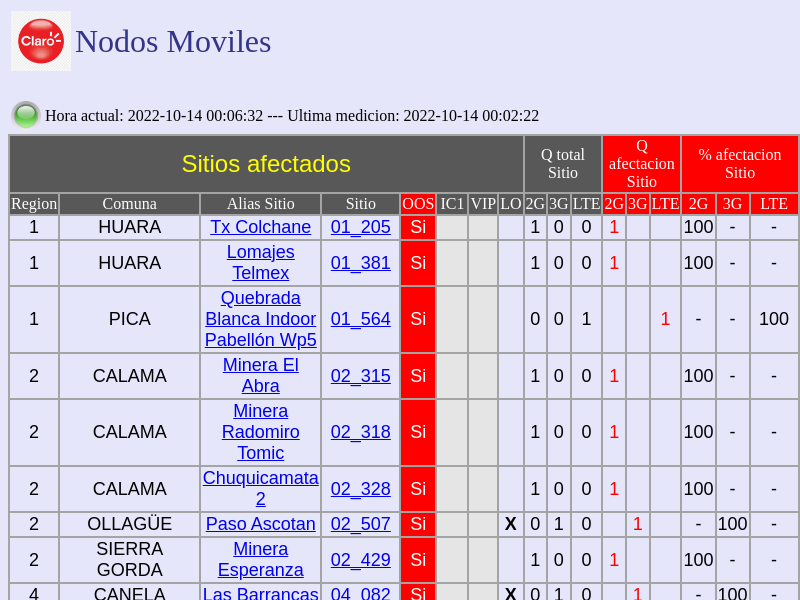 Claro
Nodos Moviles
Hora actual: 2022-10-14 00:06:32 --- Ultima medicion: 2022-10-14 00:02:22
Sitios afectados Q total Sitio Q afectacion Sitio % afectacion Sitio
Region Comuna Alias Sitio Sitio OOS IC1 VIP LO 2G 3G LTE 2G 3G LTE 2G 3G LTE
1 HUARA Tx Colchane 01_205 Si 1 0 0 1 100 - -
1 HUARA Lomajes Telmex 01_381 Si 1 0 0 1 100 - -
1 PICA Quebrada Blanca Indoor Pabellón Wp5 01_564 Si 0 0 1 1 - - 100
2 CALAMA Minera El Abra 02_315 Si 1 0 0 1 100 - -
2 CALAMA Minera Radomiro Tomic 02_318 Si 1 0 0 1 100 - -
2 CALAMA Chuquicamata 2 02_328 Si 1 0 0 1 100 - -
2 OLLAGÜE Paso Ascotan 02_507 Si X 0 1 0 1 - 100 -
2 SIERRA GORDA Minera Esperanza 02_429 Si 1 0 0 1 100 - -
4 CANELA Las Barrancas 04_082 Si X 0 1 0 1 - 100 -